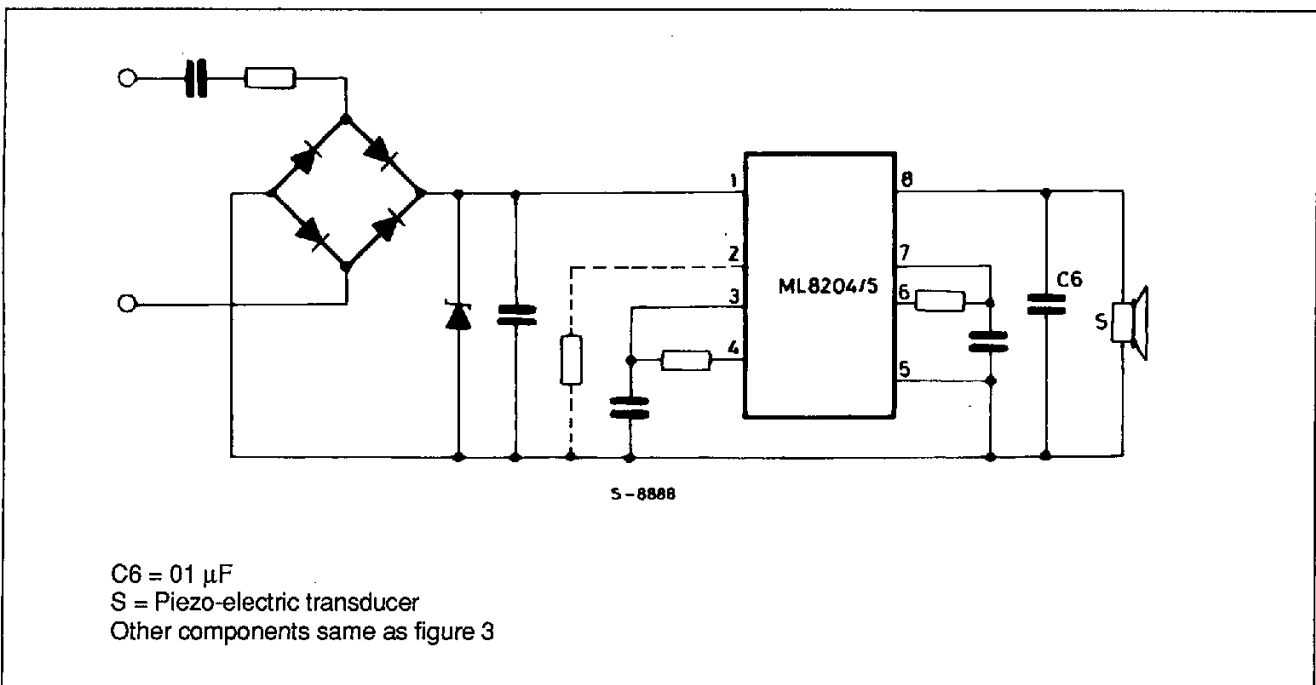 1
8
2
7
3
ML8204/5
6
C6
4
S
5
S-8888
C6 = 01 µF
S = Piezo-electric transducer
Other components same as figure 3